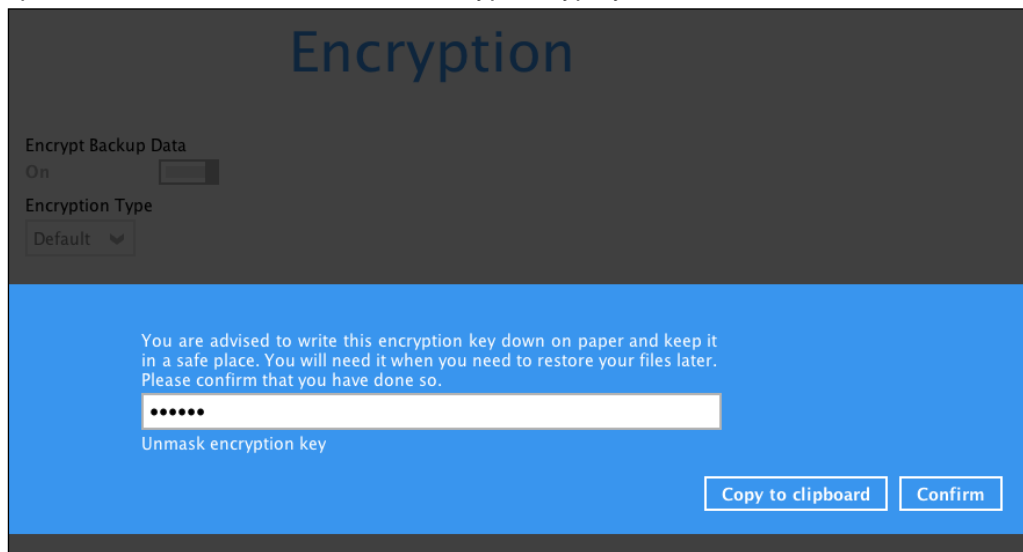 Encryption
Encrypt Backup Data
On
Encryption Type
Default
You are advised to write this encryption key down on paper and keep it
in a safe place. You will need it when you need to restore your files later.
Please confirm that you have done so.
••••••
Unmask encryption key
Copy to clipboard
Confirm